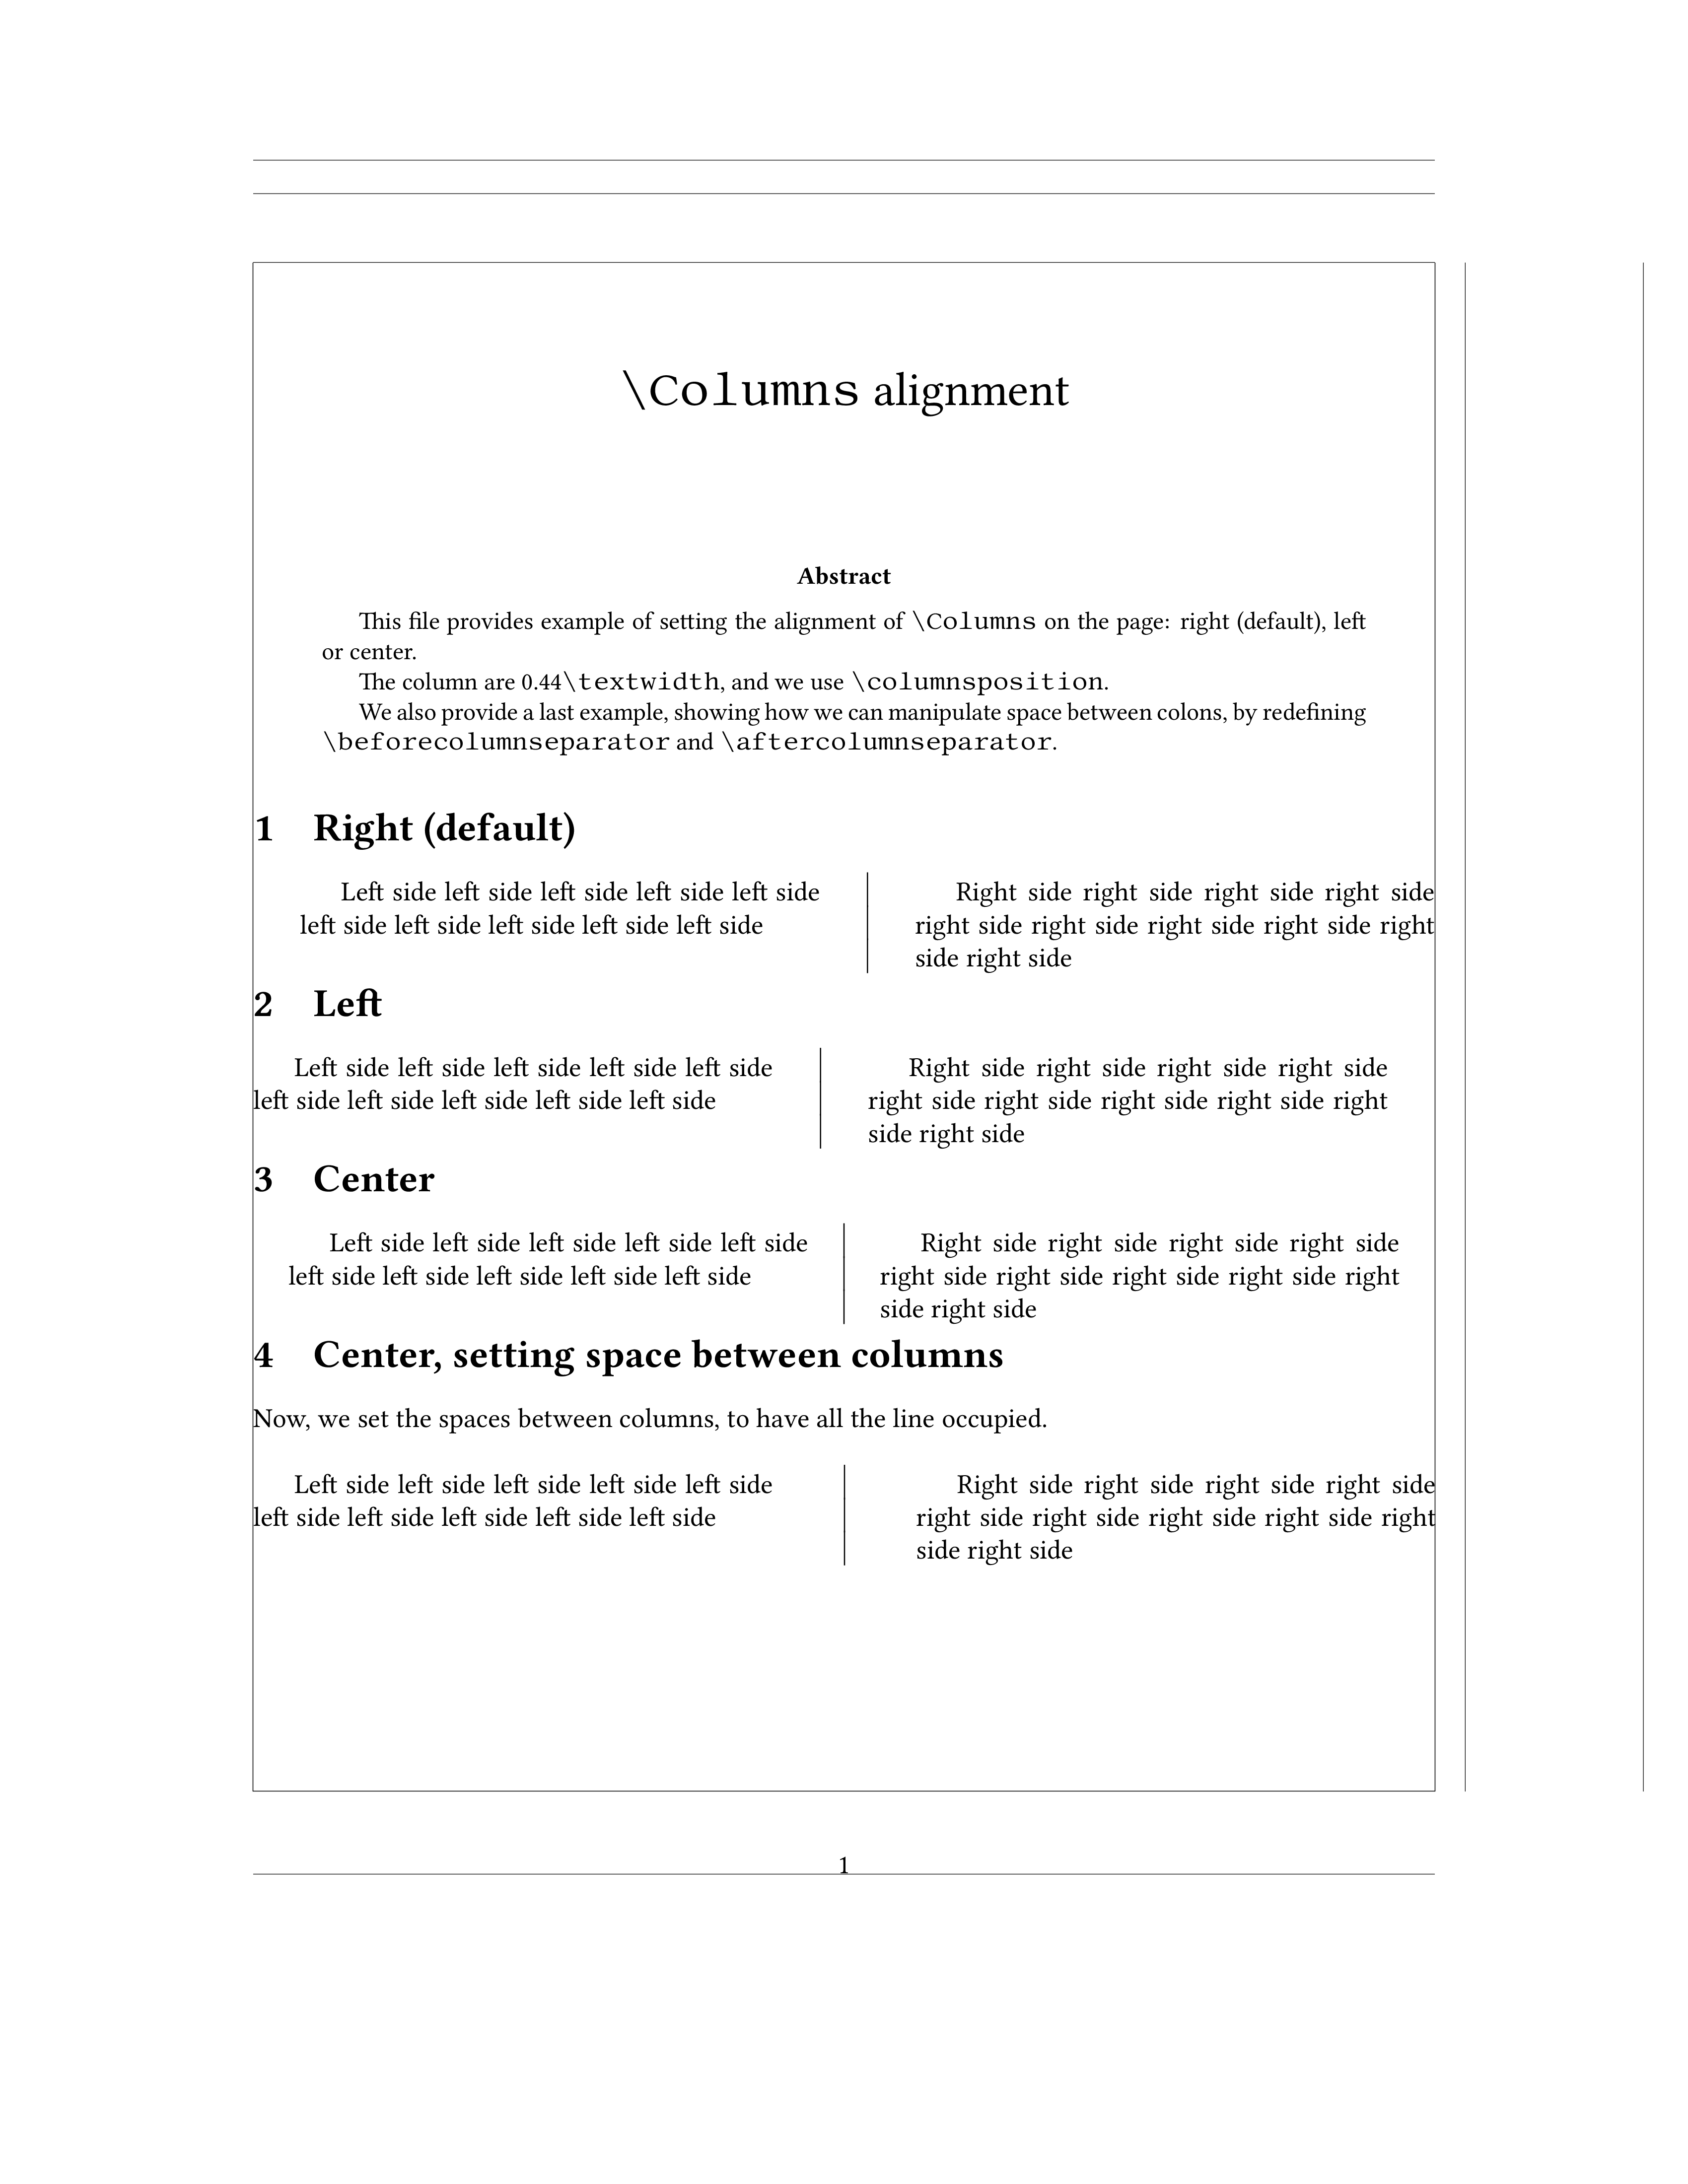 \Columns alignment
Abstract
This file provides example of setting the alignment of \Columns on the page: right (default), left
or center.
The column are 0.44\textwidth, and we use \columnsposition.
We also provide a last example, showing how we can manipulate space between colons, by redefining
\beforecolumnseparator and \aftercolumnseparator.
1 Right (default)
Left side left side left side left side left side
left side left side left side left side left side
Right side right side right side right side
right side right side right side right side right
side right side
2 Left
Left side left side left side left side left side
left side left side left side left side left side
Right side right side right side right side
right side right side right side right side right
side right side
3 Center
Left side left side left side left side left side
left side left side left side left side left side
Right side right side right side right side
right side right side right side right side right
side right side
4 Center, setting space between columns
Now, we set the spaces between columns, to have all the line occupied.
Left side left side left side left side left side
left side left side left side left side left side
Right side right side right side right side
right side right side right side right side right
side right side
1